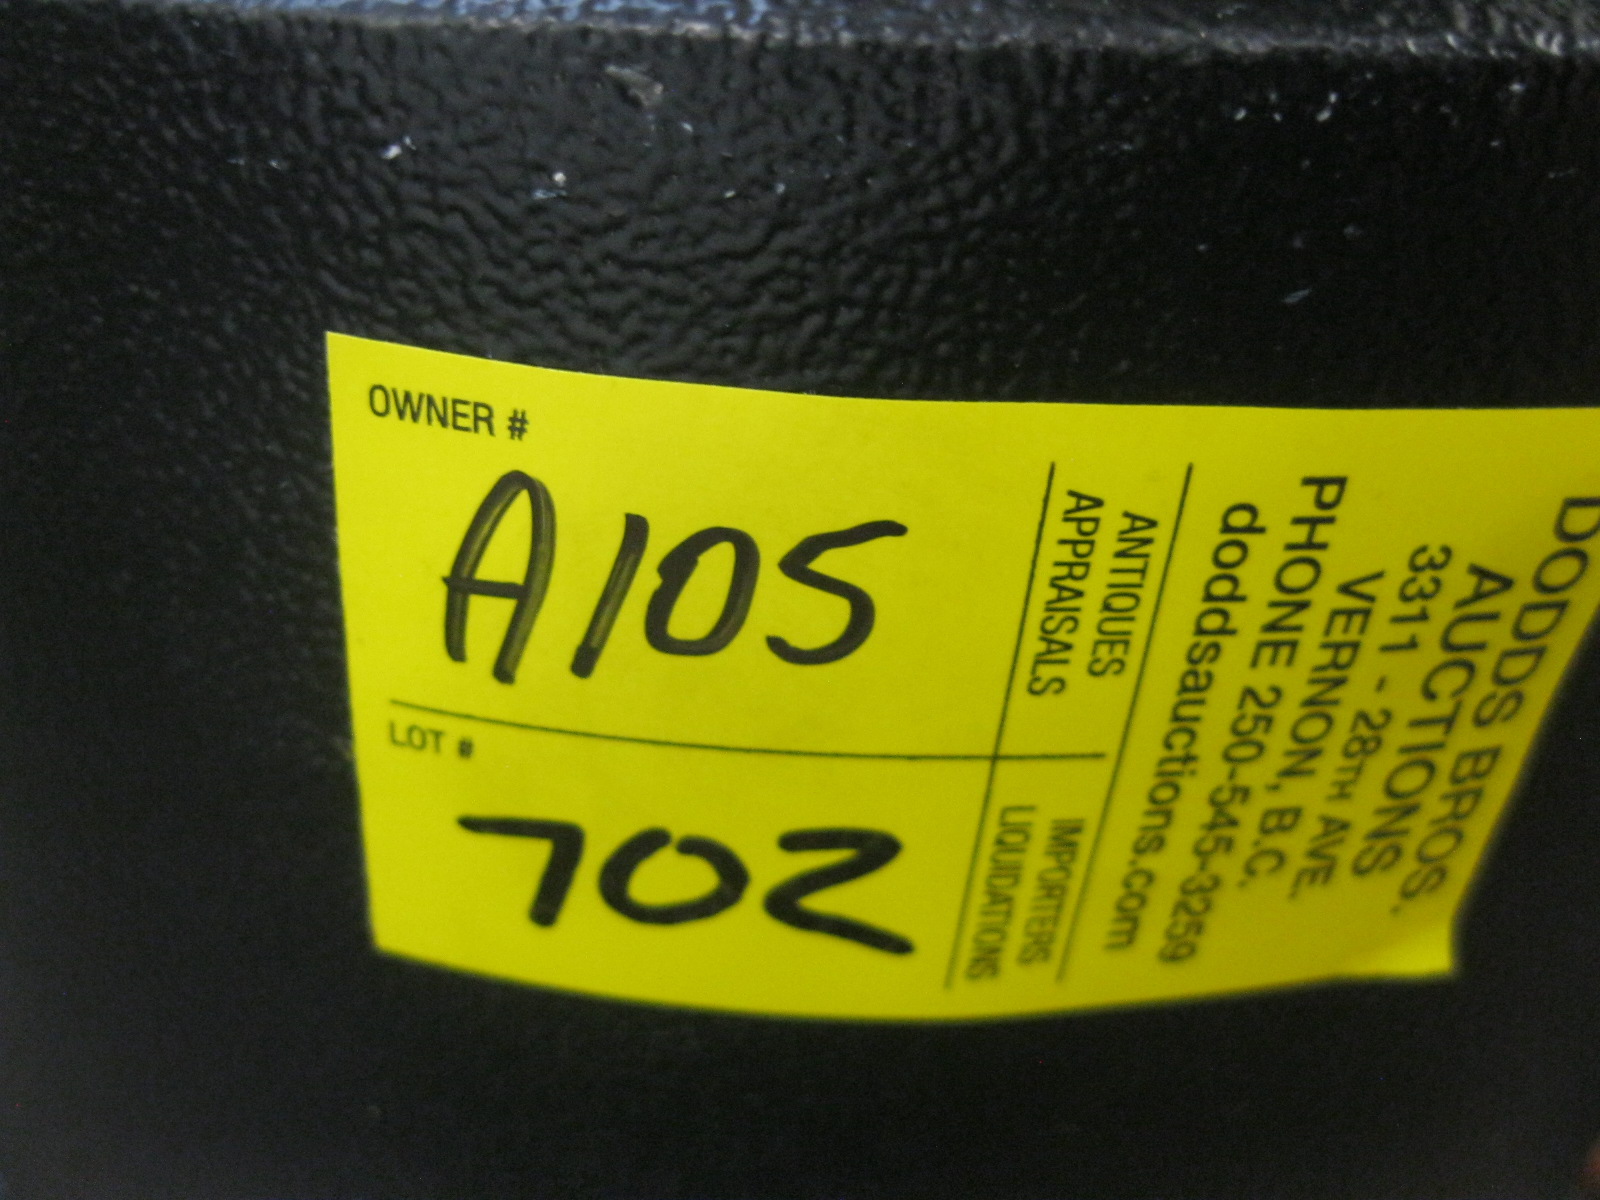 OWNER #
A105
LOT #
702
ANTIQUES
APPRAISALS
IMPORTERS
LIQUIDATIONS
DODDS BROS.
AUCTIONS
3311 - 28TH AVE.
VERNON, B.C.
PHONE 250-545-3259
doddsauctions.com